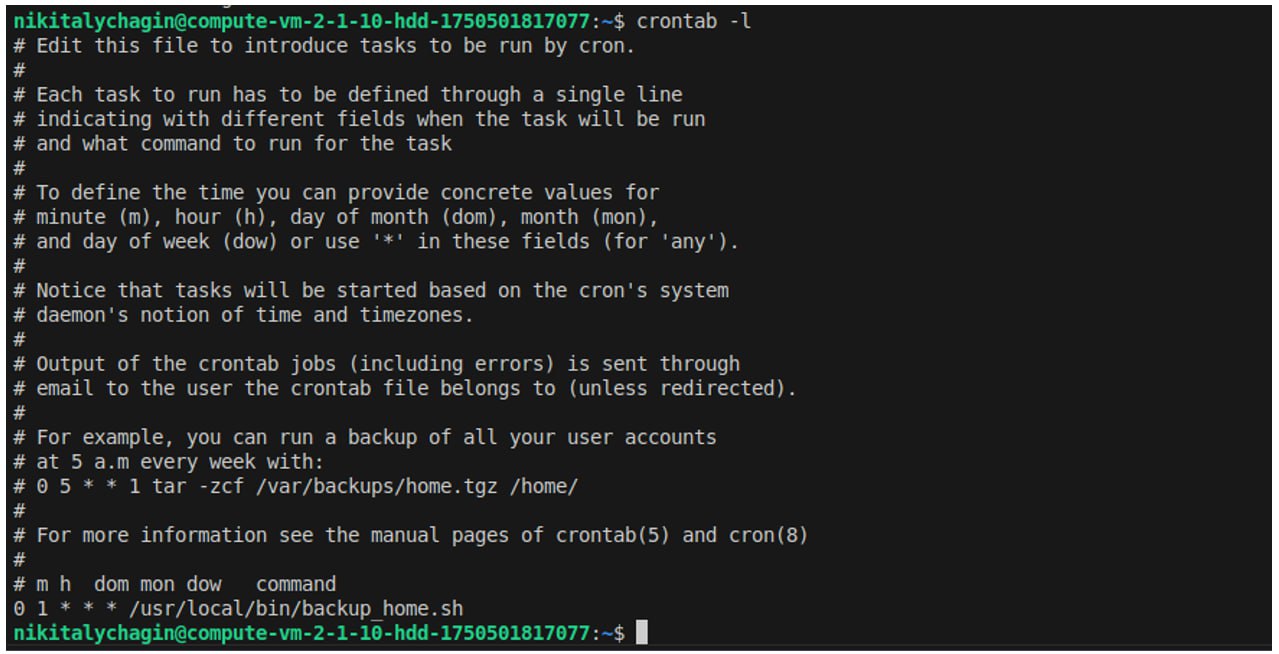 nikitalychagin@compute-vm-2-1-10-hdd-1750501817077:~$ crontab -l
# Edit this file to introduce tasks to be run by cron.
#
# Each task to run has to be defined through a single line
# indicating with different fields when the task will be run
# and what command to run for the task
#
# To define the time you can provide concrete values for
# minute (m), hour (h), day of month (dom), month (mon),
# and day of week (dow) or use '*' in these fields (for 'any').
#
# Notice that tasks will be started based on the cron's system
# daemon's notion of time and timezones.
#
# Output of the crontab jobs (including errors) is sent through
# email to the user the crontab file belongs to (unless redirected).
#
# For example, you can run a backup of all your user accounts
# at 5 a.m every week with:
# 0 5 * * 1 tar -zcf /var/backups/home.tgz /home/
#
# For more information see the manual pages of crontab(5) and cron(8)
#
# m h  dom mon dow   command
0 1 * * * /usr/local/bin/backup_home.sh
nikitalychagin@compute-vm-2-1-10-hdd-1750501817077:~$